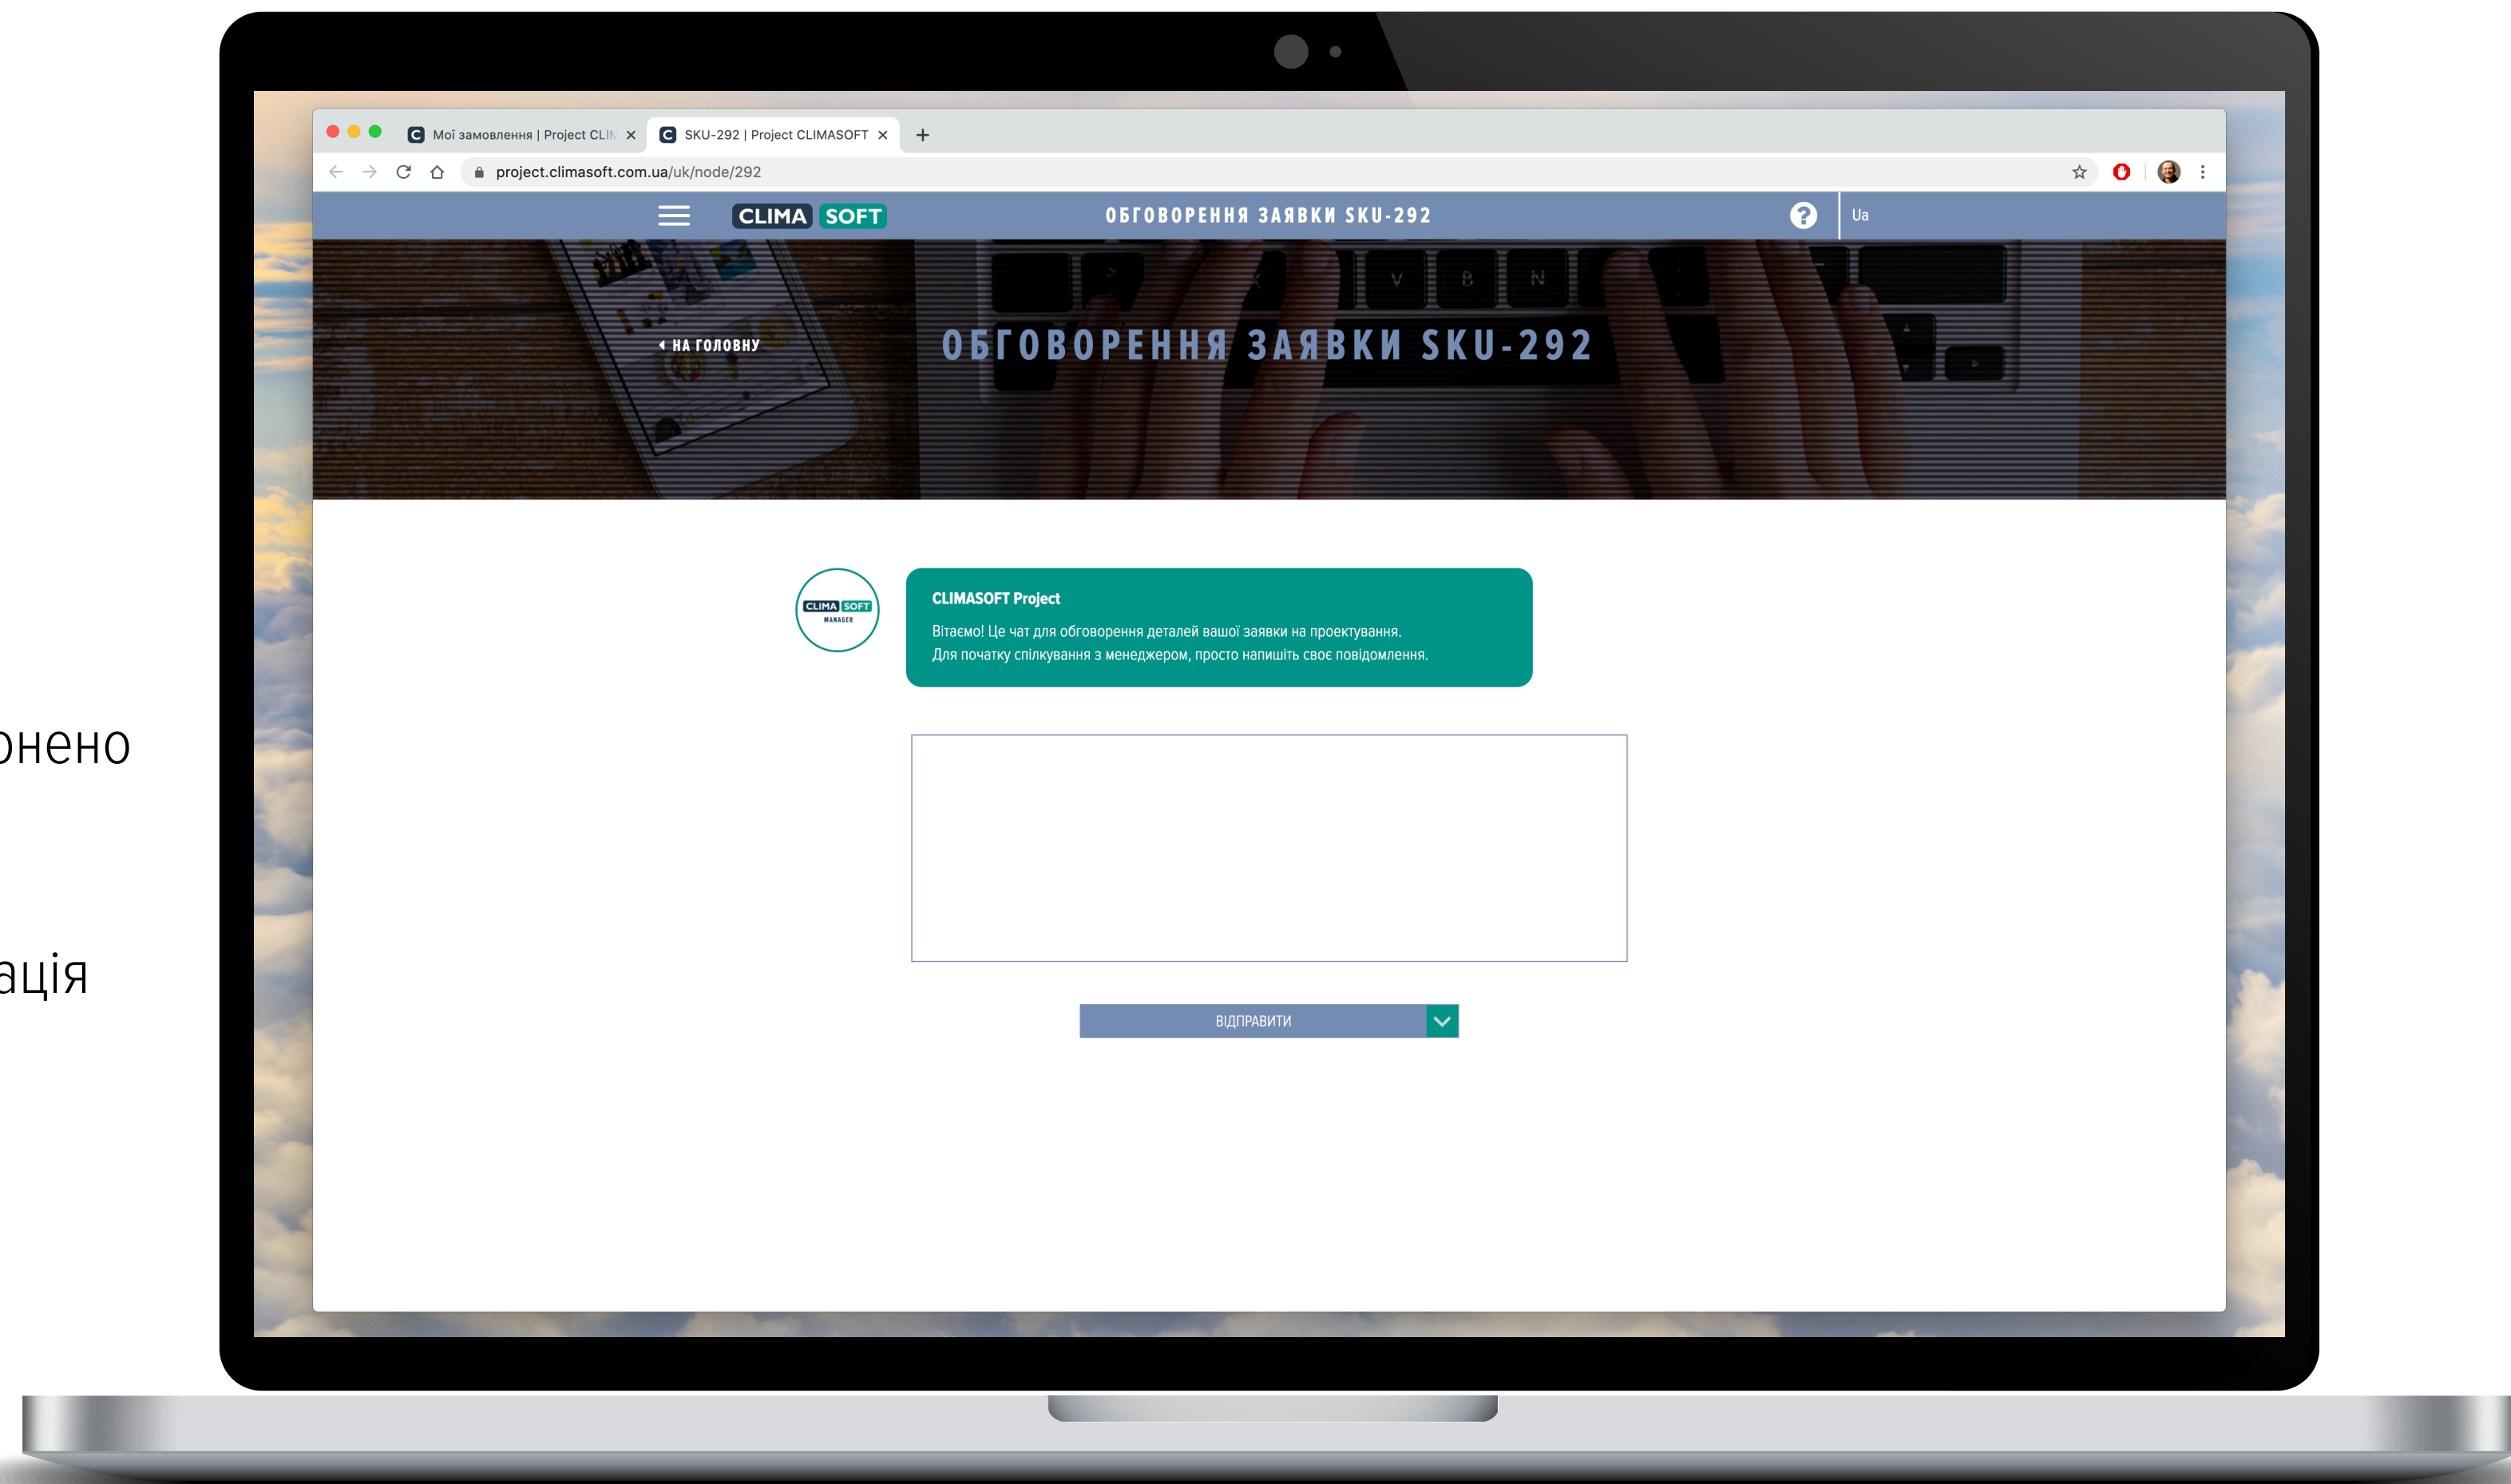 Мої замовлення | Project CLIM
SKU-292 | Project CLIMASOFT
project.climasoft.com.ua/uk/node/292
CLIMA SOFT
ОБГОВОРЕННЯ ЗАЯВКИ SKU-292
?
Ua
V B N
◂ НА ГОЛОВНУ
ОБГОВОРЕННЯ ЗАЯВКИ SKU-292
CLIMA SOFT
MANAGER
CLIMASOFT Project
Вітаємо! Це чат для обговорення деталей вашої заявки на проектування.
Для початку спілкування з менеджером, просто напишіть своє повідомлення.
онено
ація
ВІДПРАВИТИ